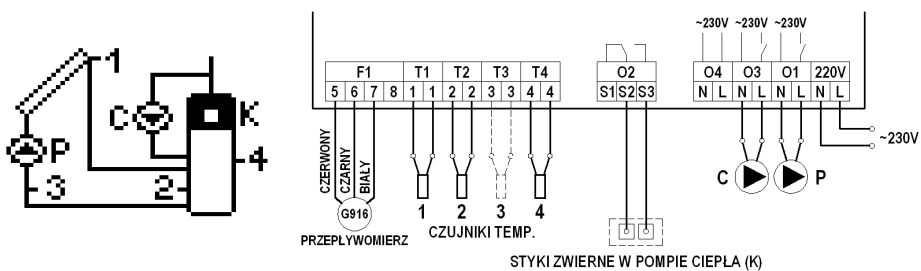 1
C
K
P
4
3
2
~230V ~230V ~230V
F1 T1 T2 T3 T4 O2 O4 O3 O1 220V
5 6 7 8 1 1 2 2 3 3 4 4 S1 S2 S3 N L N L N L N L
CZERWONY
CZARNY
BIAŁY
~230V
G916
C P
1 2 3 4
PRZEPŁYWOMIERZ
CZUJNIKI TEMP.
STYKI ZWIERNE W POMPIE CIEPŁA (K)